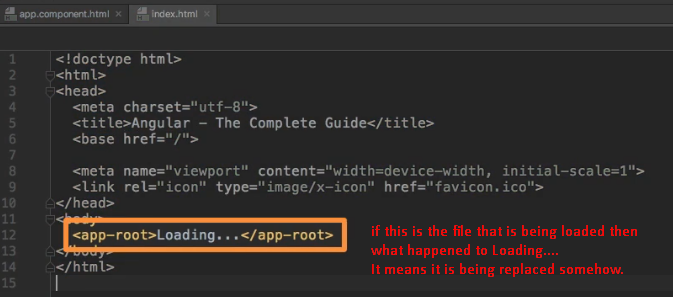 app.component.html ×
index.html ×
1 <!doctype html>
2 <html>
3 <head>
4 <meta charset="utf-8">
5 <title>Angular - The Complete Guide</title>
6 <base href="/">
7
8 <meta name="viewport" content="width=device-width, initial-scale=1">
9 <link rel="icon" type="image/x-icon" href="favicon.ico">
10 </head>
11 <body>
12 <app-root>Loading...</app-root>
13 </body>
14 </html>
15
if this is the file that is being loaded then
what happened to Loading....
It means it is being replaced somehow.